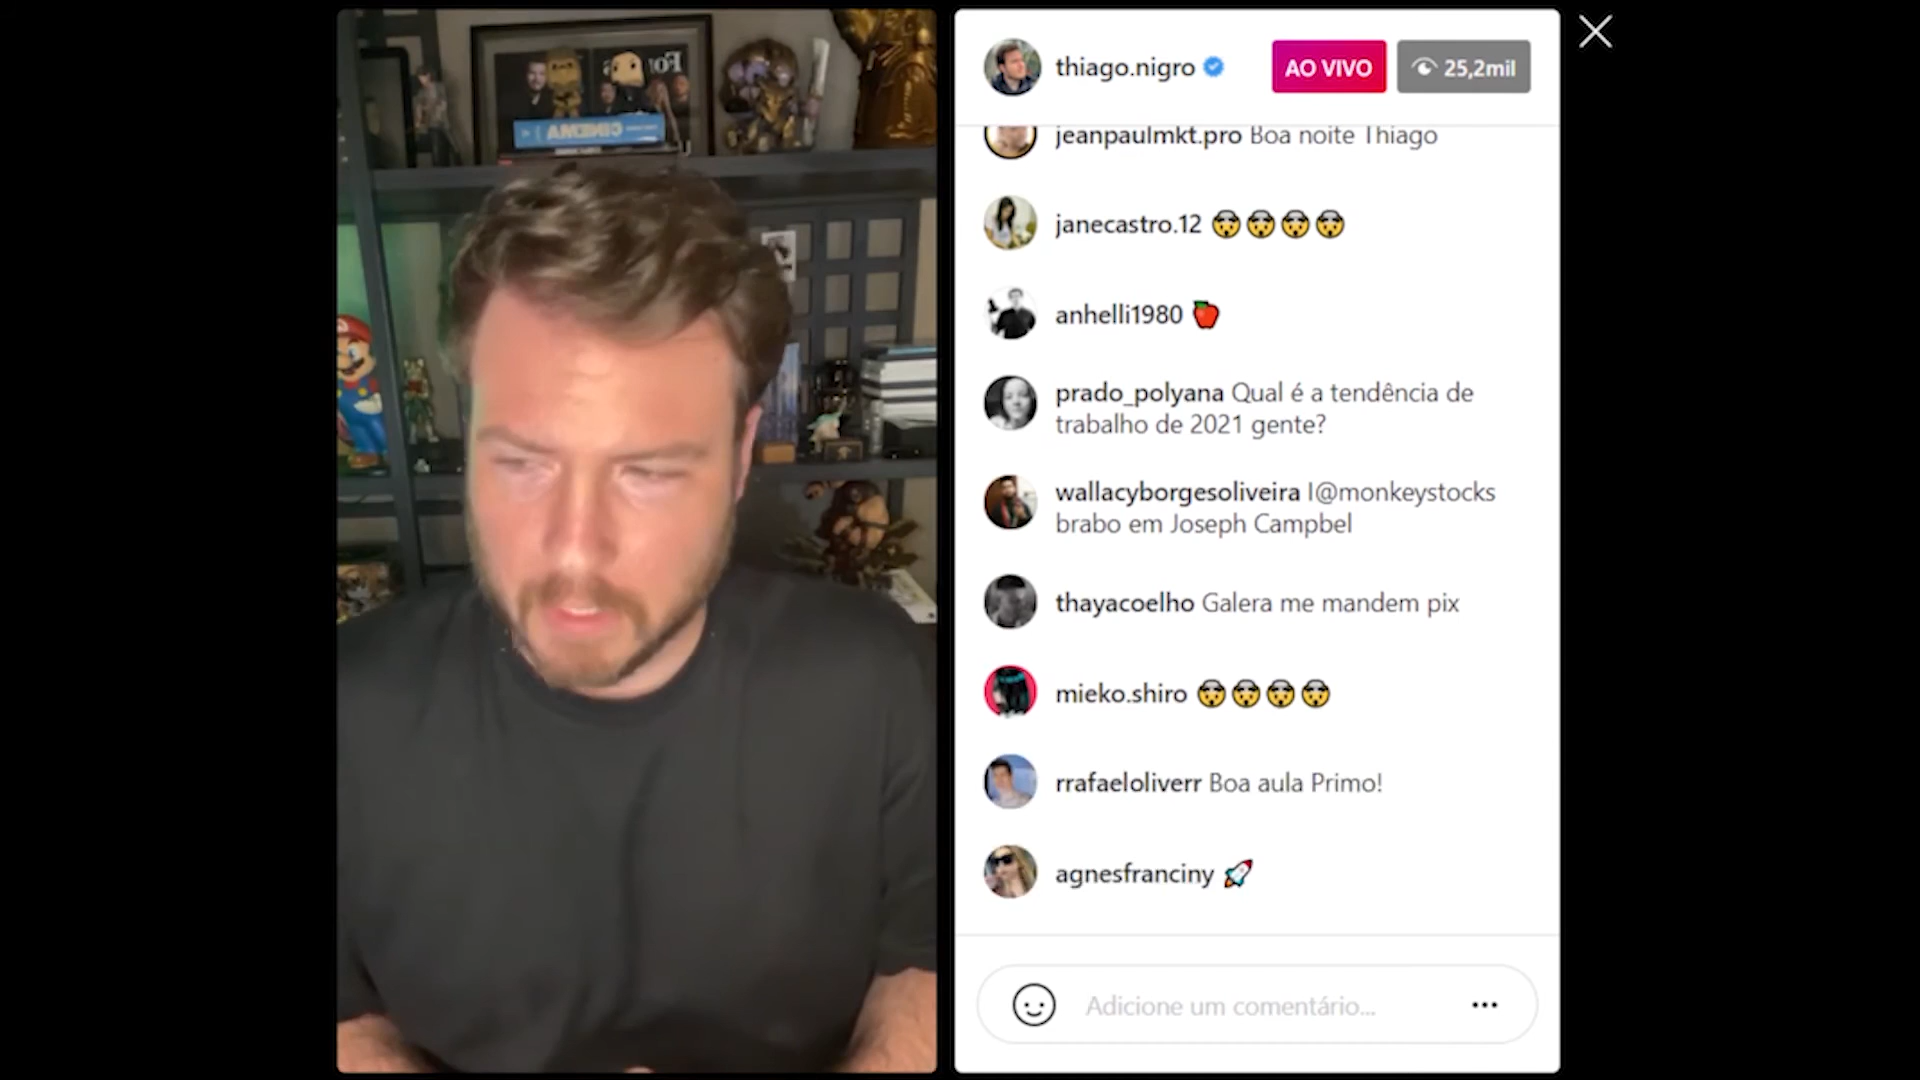 thiago.nigro
AO VIVO
25,2mil
jeanpaulmkt.pro Boa noite Thiago
janecastro.12 🤯🤯🤯🤯
anhelli1980 🍎
prado_polyana Qual é a tendência de
trabalho de 2021 gente?
wallacyborgesoliveira I@monkeystocks
brabo em Joseph Campbel
thayacoelho Galera me mandem pix
mieko.shiro 🤯🤯🤯🤯
rrafaeloliverr Boa aula Primo!
agnesfranciny 🚀
Adicione um comentário...
CINEMA